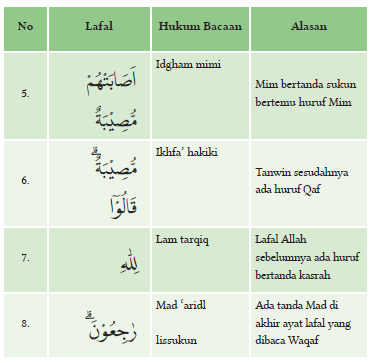 No Lafal Hukum Bacaan Alasan
5. اَصَابَتْهُمْ مُّصِيْبَةٌ Idgham mimi Mim bertanda sukun bertemu huruf Mim
6. مُّصِيْبَةٌ ۗ قَالُوْٓا Ikhfa’ hakiki Tanwin sesudahnya ada huruf Qaf
7. لِلّٰهِ Lam tarqiq Lafal Allah sebelumnya ada huruf bertanda kasrah
8. رٰجِعُوْنَۗ Mad ‘aridl lissukun Ada tanda Mad di akhir ayat lafal yang dibaca Waqaf